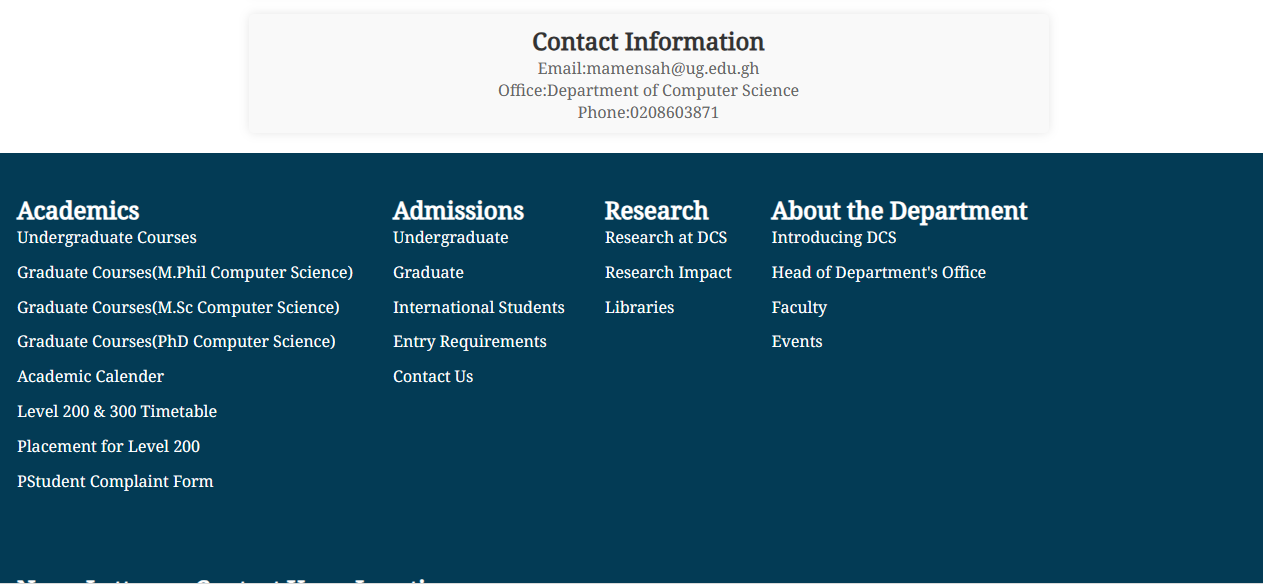 Contact Information
Email:mamensah@ug.edu.gh
Office:Department of Computer Science
Phone:0208603871
Academics
Undergraduate Courses
Graduate Courses(M.Phil Computer Science)
Graduate Courses(M.Sc Computer Science)
Graduate Courses(PhD Computer Science)
Academic Calender
Level 200 & 300 Timetable
Placement for Level 200
PStudent Complaint Form
Admissions
Undergraduate
Graduate
International Students
Entry Requirements
Contact Us
Research
Research at DCS
Research Impact
Libraries
About the Department
Introducing DCS
Head of Department's Office
Faculty
Events